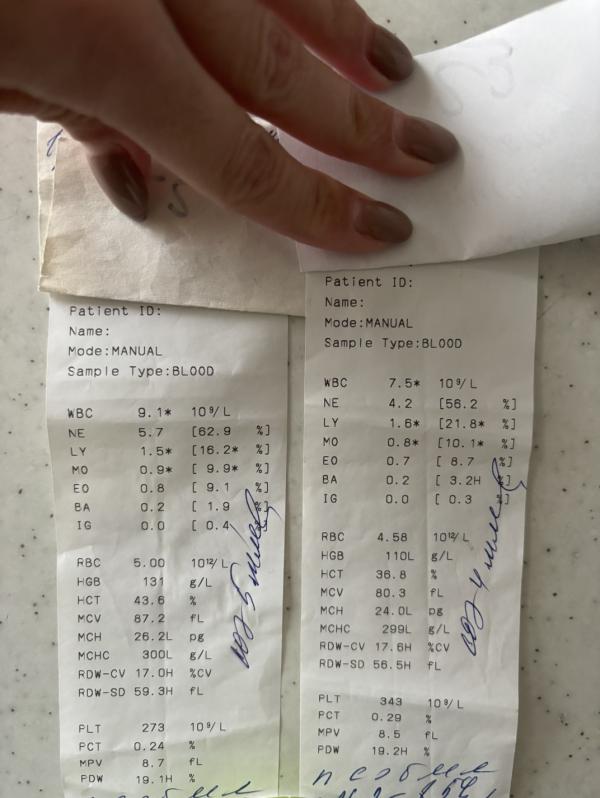 Patient ID:
Name:
Mode:MANUAL
Sample Type:BLOOD
WBC 9.1* 10⁹/L
NE 5.7 [62.9 %]
LY 1.5* [16.2* %]
MO 0.9* [ 9.9* %]
EO 0.8 [ 9.1 %]
BA 0.2 [ 1.9 %]
IG 0.0 [ 0.4 %]
RBC 5.00 10¹²/L
HGB 131 g/L
HCT 43.6 %
MCV 87.2 fL
MCH 26.2L pg
MCHC 300L g/L
RDW-CV 17.0H %CV
RDW-SD 59.3H fL
PLT 273 10⁹/L
PCT 0.24 %
MPV 8.7 fL
PDW 19.1H %
соэ 5 мм/ч
Patient ID:
Name:
Mode:MANUAL
Sample Type:BLOOD
WBC 7.5* 10⁹/L
NE 4.2 [56.2 %]
LY 1.6* [21.8* %]
MO 0.8* [10.1* %]
EO 0.7 [ 8.7 %]
BA 0.2 [ 3.2H %]
IG 0.0 [ 0.3 %]
RBC 4.58 10¹²/L
HGB 110L g/L
HCT 36.8 %
MCV 80.3 fL
MCH 24.0L pg
MCHC 299L g/L
RDW-CV 17.6H %CV
RDW-SD 56.5H fL
PLT 343 10⁹/L
PCT 0.29 %
MPV 8.5 fL
PDW 19.2H %
соэ 4 мм/ч